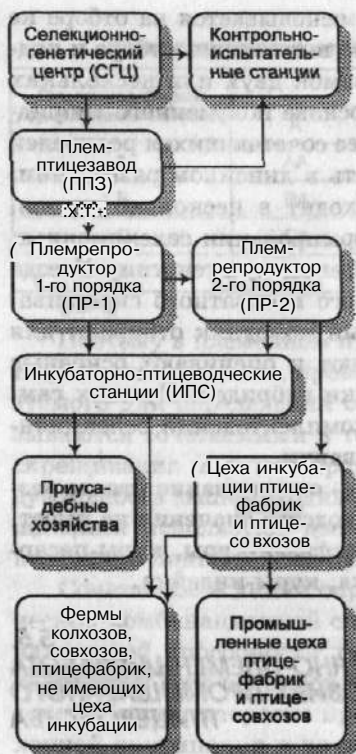 Селекционно-
генетический
центр (СГЦ)
Контрольно-
испытатель-
ные станции
Плем-
птицезавод
(ППЗ)
( Племрепро-
дуктор
1-го порядка
(ПР-1)
Плем-
репродуктор
2-го порядка
(ПР-2)
Инкубаторно-птицеводческие
станции (ИПС)
Приуса-
дебные
хозяйства
( Цеха инкуба-
ции птице-
фабрик
и птице-
совхозов
Фермы
колхозов,
совхозов,
птицефабрик,
не имеющих
цеха
инкубации
Промыш-
ленные цеха
птице-
фабрик
и птице-
совхозов